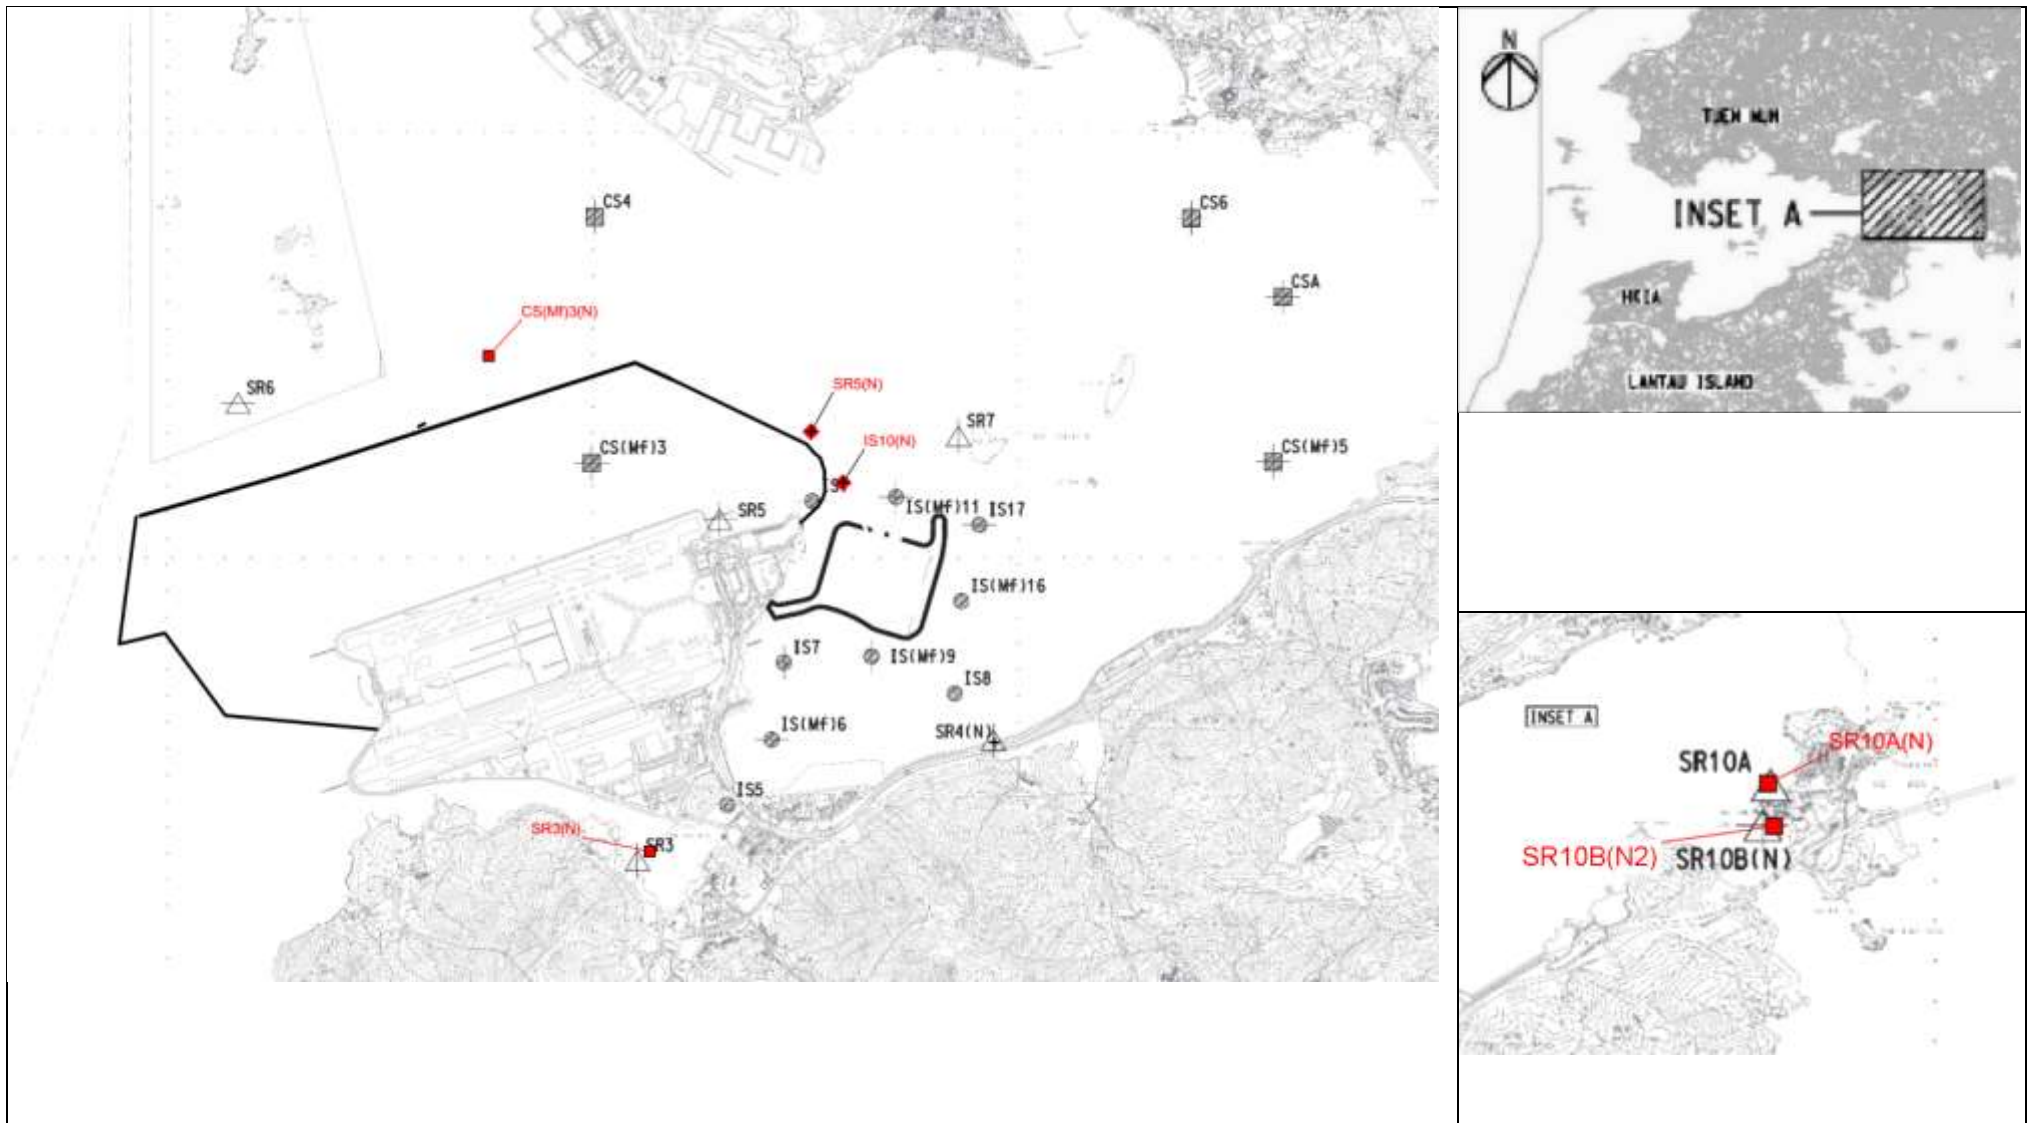 CS4
CS6
CSA
CS(Mf)3(N)
SR6
SR5(N)
SR7
IS10(N)
CS(Mf)3
CS(Mf)5
SR5
IS(Mf)11
IS17
IS(Mf)16
IS7
IS(Mf)9
IS8
IS(Mf)6
SR4(N)
IS5
SR3(N)
SR3
N
TUEN MUN
INSET A
HKIA
LANTAU ISLAND
INSET A
SR10A(N)
SR10A
SR10B(N2)
SR10B(N)